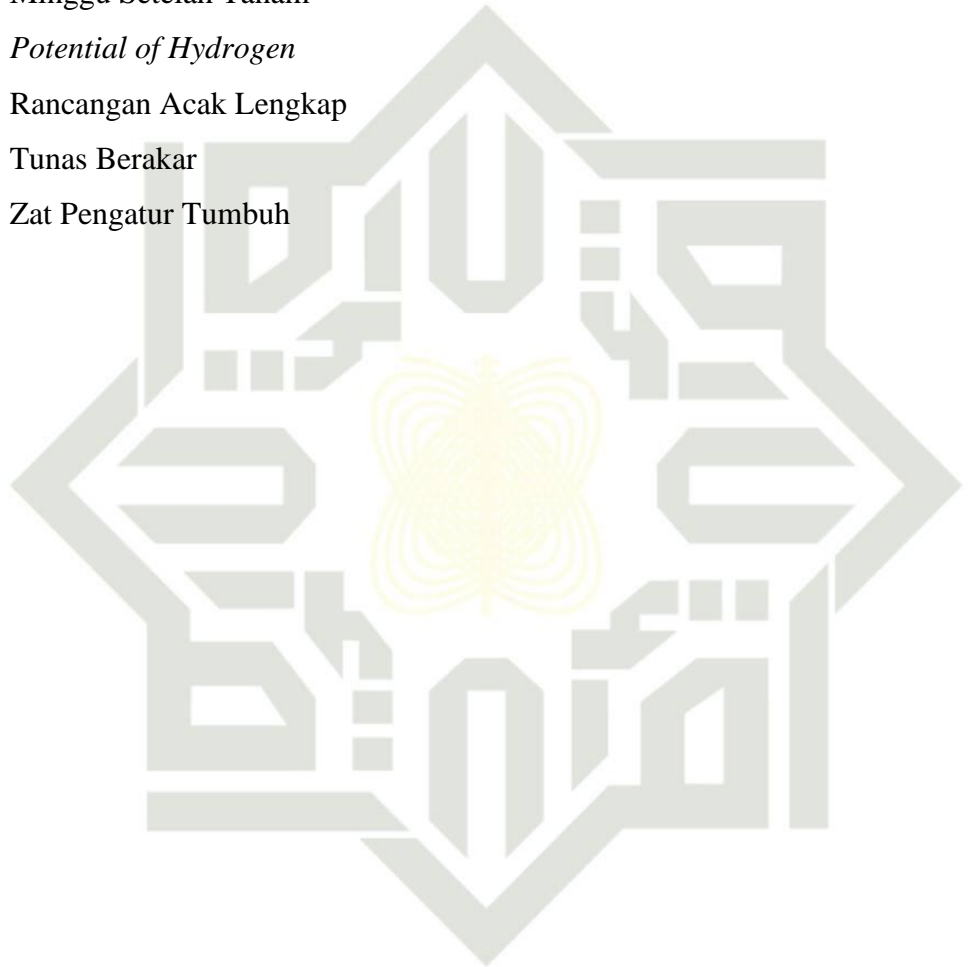 Minggu Setelah Tanam
Potential of Hydrogen
Rancangan Acak Lengkap
Tunas Berakar
Zat Pengatur Tumbuh